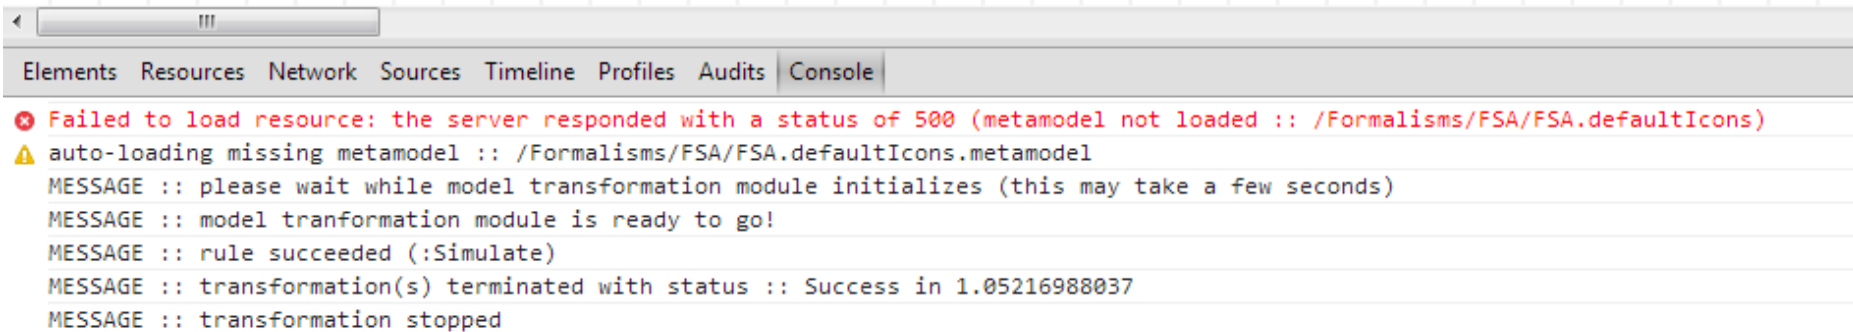 Elements Resources Network Sources Timeline Profiles Audits Console
Failed to load resource: the server responded with a status of 500 (metamodel not loaded :: /Formalisms/FSA/FSA.defaultIcons)
auto-loading missing metamodel :: /Formalisms/FSA/FSA.defaultIcons.metamodel
MESSAGE :: please wait while model transformation module initializes (this may take a few seconds)
MESSAGE :: model tranformation module is ready to go!
MESSAGE :: rule succeeded (:Simulate)
MESSAGE :: transformation(s) terminated with status :: Success in 1.05216988037
MESSAGE :: transformation stopped